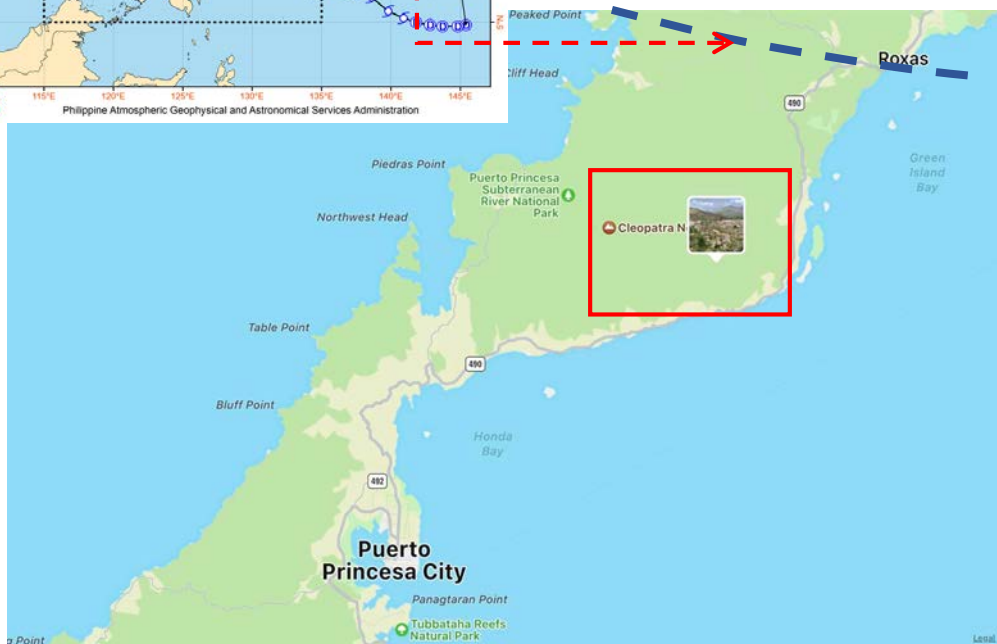 5°N
115°E 120°E 125°E 130°E 135°E 140°E 145°E
Philippine Atmospheric Geophysical and Astronomical Services Administration
Peaked Point
Cliff Head
Roxas
490
Piedras Point
Puerto Princesa
Subterranean
River National
Park
Green
Island
Bay
Northwest Head
Cleopatra N
Table Point
490
Bluff Point
Honda
Bay
492
Puerto
Princesa City
Panagtaran Point
Tubbataha Reefs
Natural Park
Point
Legal